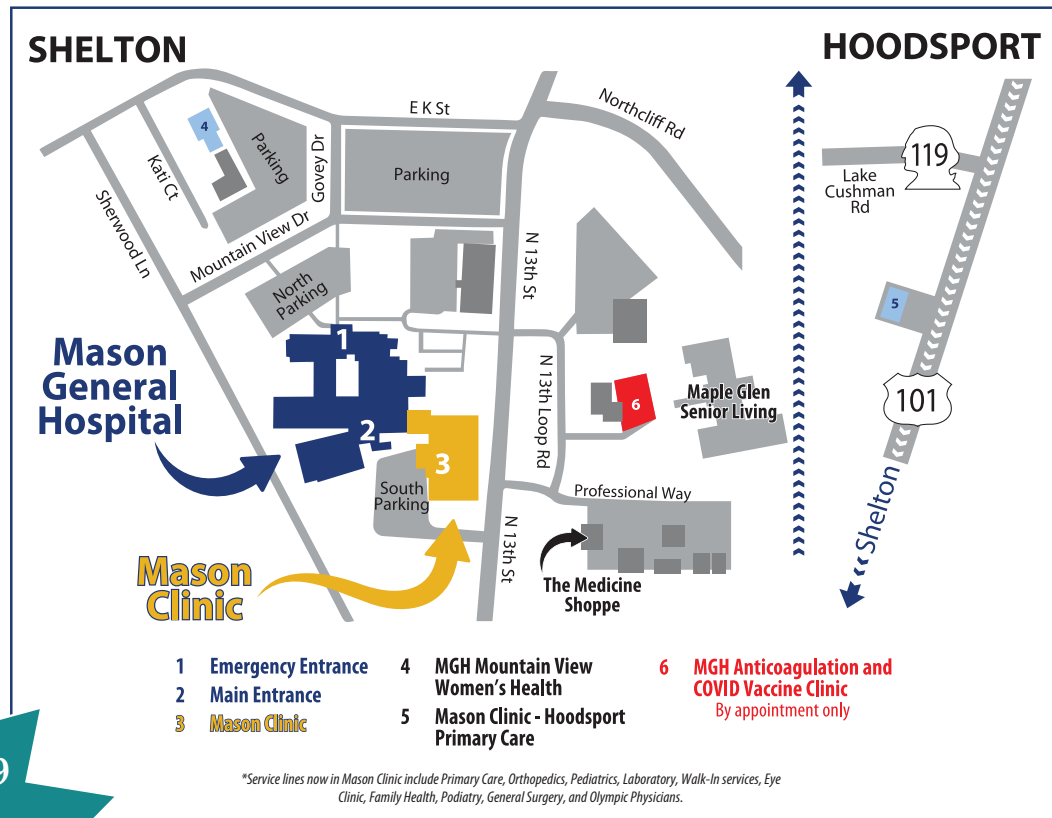 SHELTON
HOODSPORT
E K St
Northcliff Rd
4
Parking
Kati Ct
Govey Dr
Parking
119
Lake
Cushman
Rd
Sherwood Ln
Mountain View Dr
N 13th St
North
Parking
5
1
Mason
General
Hospital
N 13th Loop Rd
6
Maple Glen
Senior Living
101
2
3
South
Parking
Professional Way
N 13th St
Shelton
Mason
Clinic
The Medicine
Shoppe
1 Emergency Entrance
2 Main Entrance
3 Mason Clinic
4 MGH Mountain View
Women's Health
5 Mason Clinic - Hoodsport
Primary Care
6 MGH Anticoagulation and
COVID Vaccine Clinic
By appointment only
9
*Service lines now in Mason Clinic include Primary Care, Orthopedics, Pediatrics, Laboratory, Walk-In services, Eye
Clinic, Family Health, Podiatry, General Surgery, and Olympic Physicians.